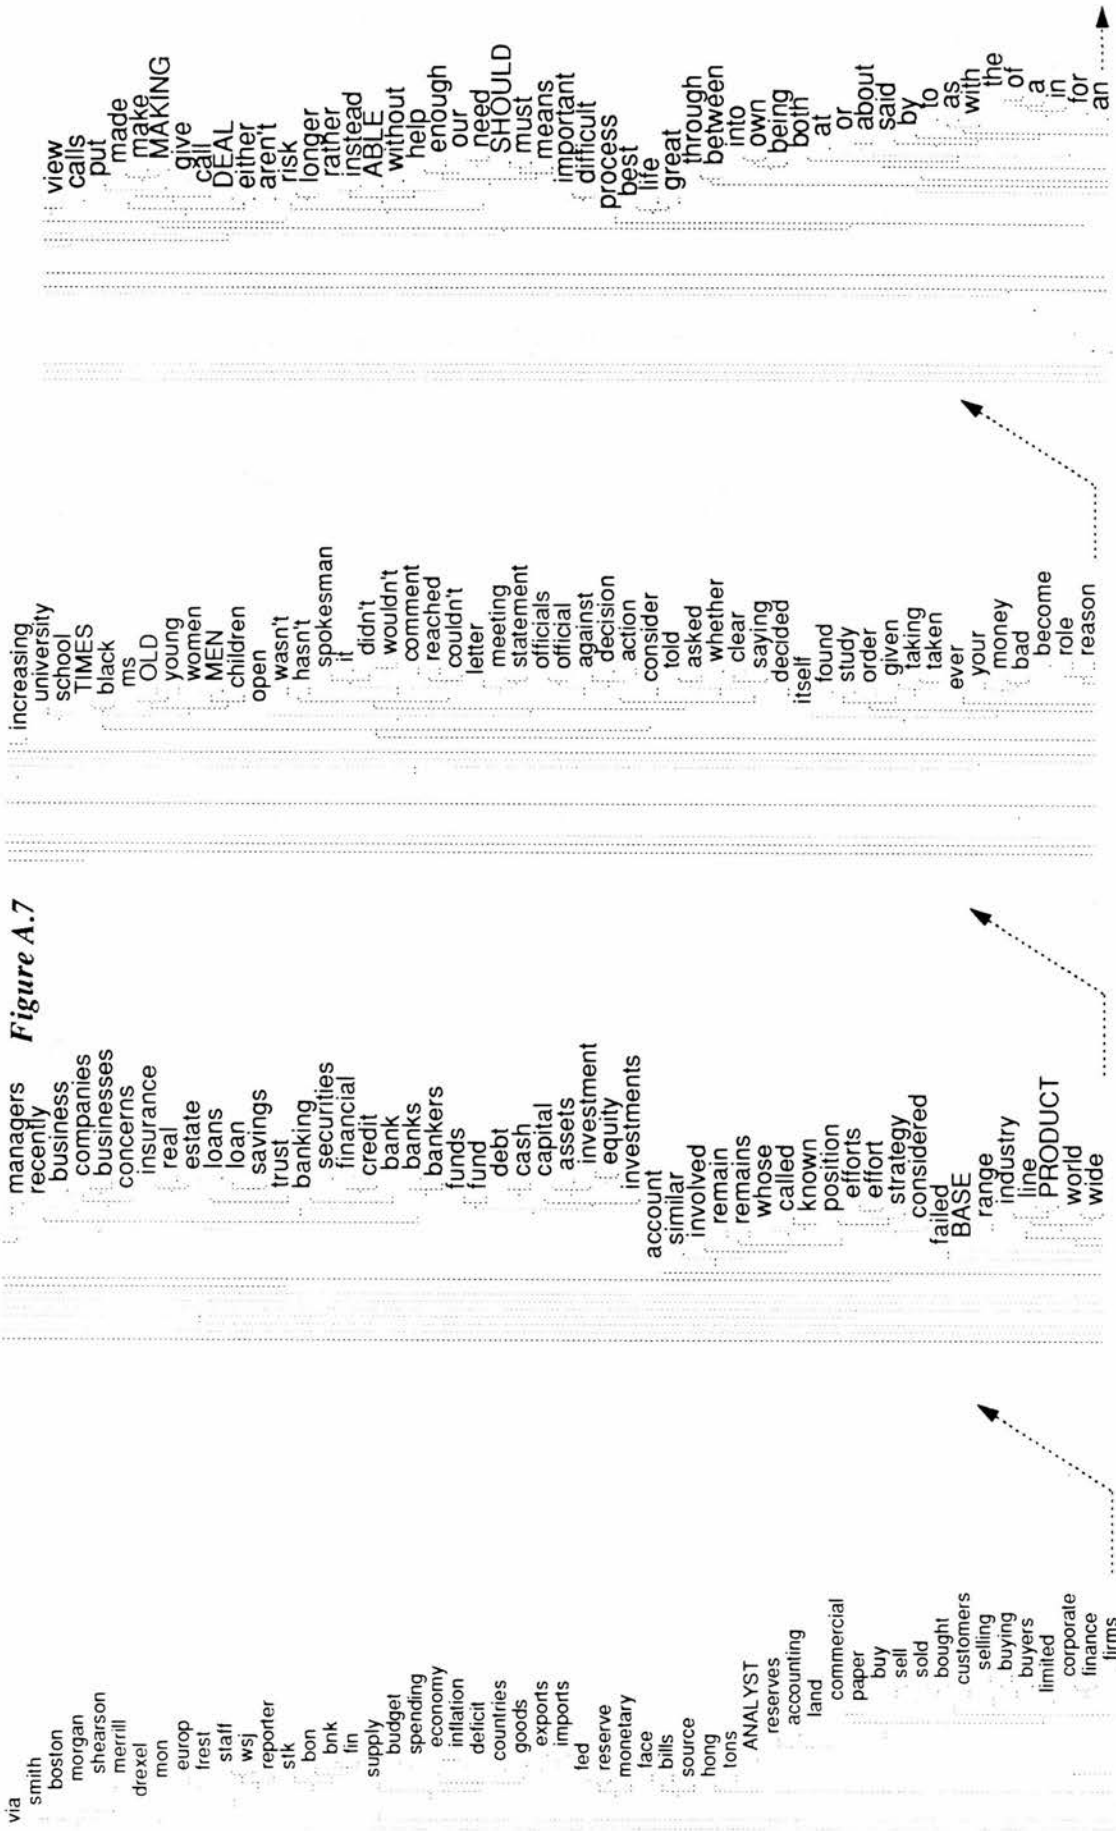 Figure A.7
via
smith
boston
morgan
shearson
merrill
drexel
mon
europ
frest
staff
wsj
reporter
stk
bon
bnk
fin
supply
budget
spending
economy
inflation
deficit
countries
goods
exports
imports
fed
reserve
monetary
face
bills
source
hong
tons
ANALYST
reserves
accounting
land
commercial
paper
buy
sell
sold
bought
customers
selling
buying
buyers
limited
corporate
finance
firms
managers
recently
business
companies
businesses
concerns
insurance
real
estate
loans
loan
savings
trust
banking
securities
financial
credit
bank
banks
bankers
funds
fund
debt
cash
capital
assets
investment
equity
investments
account
similar
involved
remain
remains
whose
called
known
position
efforts
effort
strategy
considered
failed
BASE
range
industry
line
PRODUCT
world
wide
increasing
university
school
TIMES
black
ms
OLD
young
women
MEN
children
open
wasn't
hasn't
spokesman
it
didn't
wouldn't
comment
reached
couldn't
letter
meeting
statement
officials
official
against
decision
action
consider
told
asked
whether
clear
saying
decided
itself
found
study
order
given
taking
taken
ever
your
money
bad
become
role
reason
view
calls
put
made
make
MAKING
give
call
DEAL
either
aren't
risk
longer
rather
instead
ABLE
without
help
enough
our
need
SHOULD
must
means
important
difficult
process
best
life
great
through
between
into
own
being
both
at
or
about
said
by
to
as
with
the
of
a
in
for
an